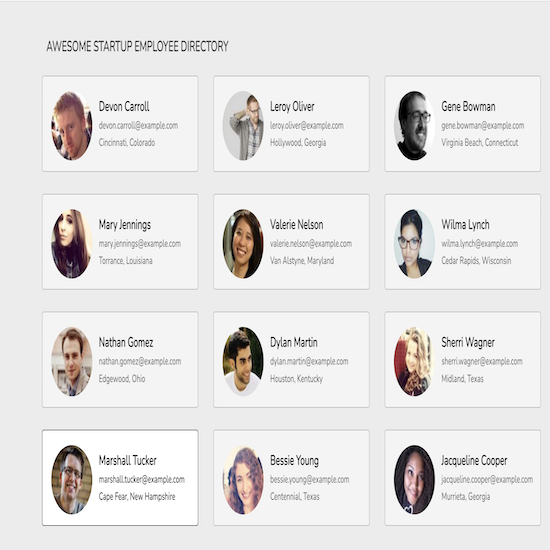 AWESOME STARTUP EMPLOYEE DIRECTORY
Devon Carroll
devon.carroll@example.com
Cincinnati, Colorado
Leroy Oliver
leroy.oliver@example.com
Hollywood, Georgia
Gene Bowman
gene.bowman@example.com
Virginia Beach, Connecticut
Mary Jennings
mary.jennings@example.com
Torrance, Louisiana
Valerie Nelson
valerie.nelson@example.com
Van Alstyne, Maryland
Wilma Lynch
wilma.lynch@example.com
Cedar Rapids, Wisconsin
Nathan Gomez
nathan.gomez@example.com
Edgewood, Ohio
Dylan Martin
dylan.martin@example.com
Houston, Kentucky
Sherri Wagner
sherri.wagner@example.com
Midland, Texas
Marshall Tucker
marshall.tucker@example.com
Cape Fear, New Hampshire
Bessie Young
bessie.young@example.com
Centennial, Texas
Jacqueline Cooper
jacqueline.cooper@example.com
Murrieta, Georgia